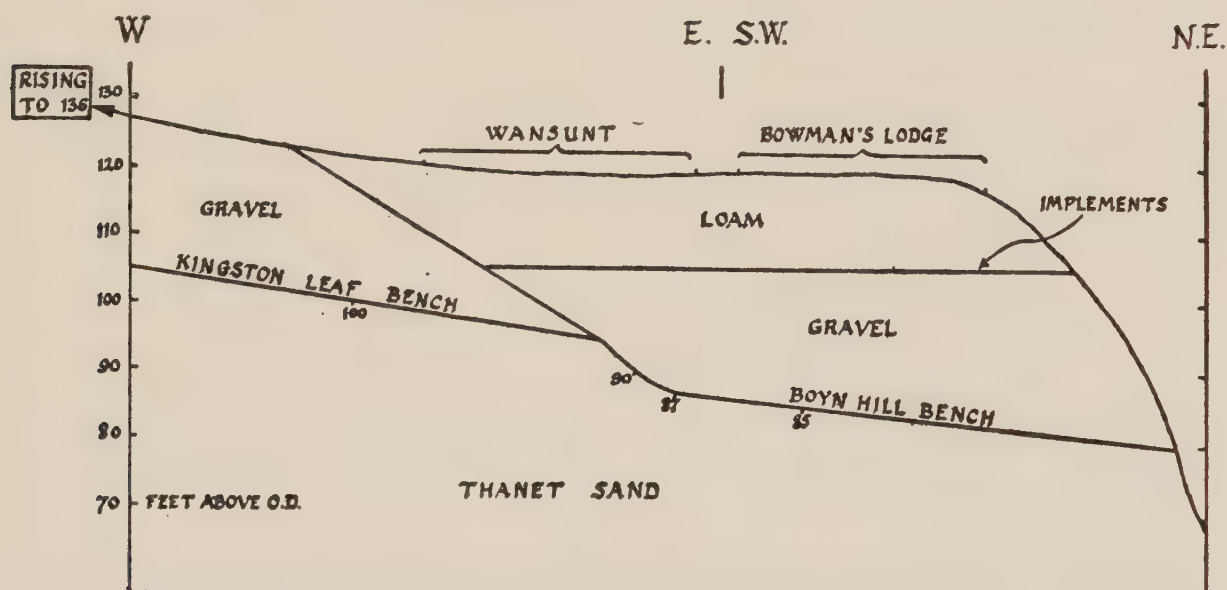 W
E. S.W.
N.E.
RISING
TO 136
130
WANSUNT
BOWMAN'S LODGE
120
IMPLEMENTS
GRAVEL
LOAM
110
KINGSTON LEAF BENCH
100
100
GRAVEL
90
90
87
BOYN HILL BENCH
85
80
THANET SAND
70 FEET ABOVE O.D.